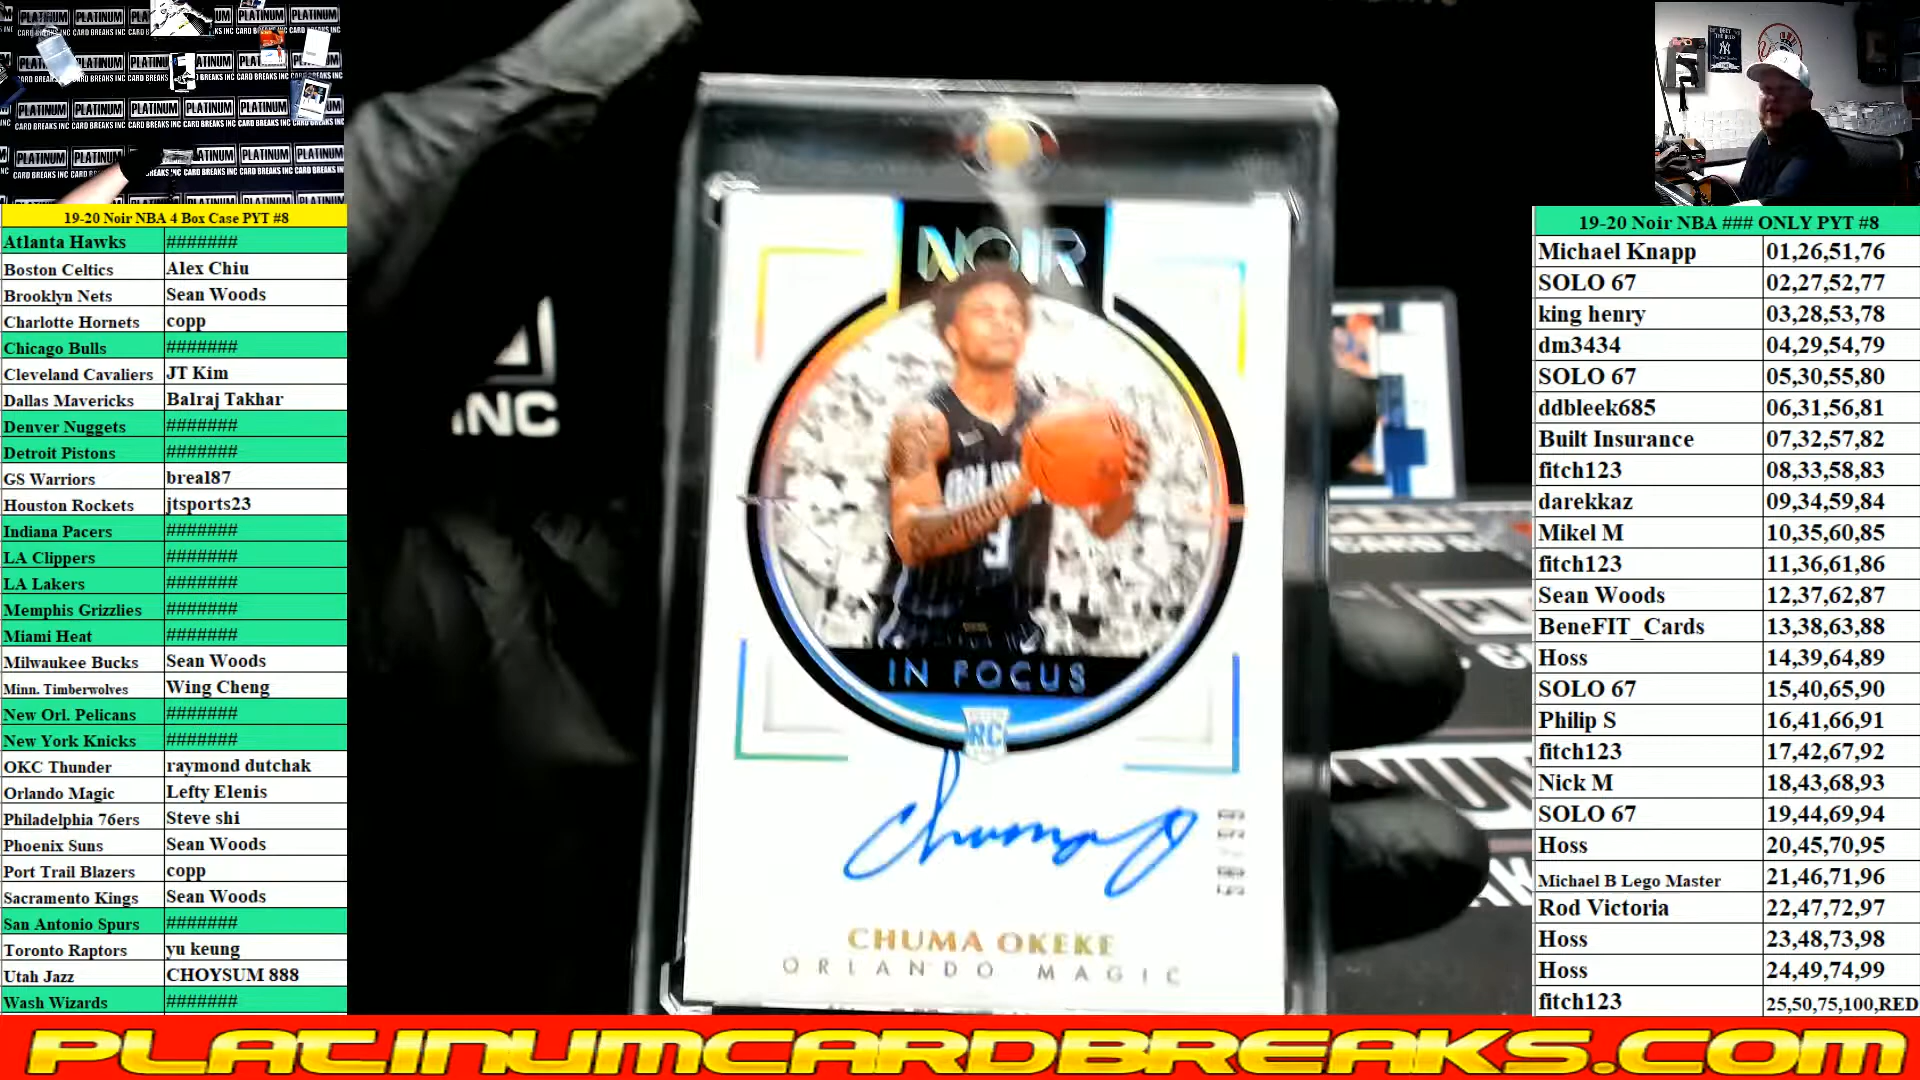 19-20 Noir NBA 4 Box Case PYT #8
Atlanta Hawks #######
Boston Celtics Alex Chiu
Brooklyn Nets Sean Woods
Charlotte Hornets copp
Chicago Bulls #######
Cleveland Cavaliers JT Kim
Dallas Mavericks Balraj Takhar
Denver Nuggets #######
Detroit Pistons #######
GS Warriors breal87
Houston Rockets jtsports23
Indiana Pacers #######
LA Clippers #######
LA Lakers #######
Memphis Grizzlies #######
Miami Heat #######
Milwaukee Bucks Sean Woods
Minn. Timberwolves Wing Cheng
New Orl. Pelicans #######
New York Knicks #######
OKC Thunder raymond dutchak
Orlando Magic Lefty Elenis
Philadelphia 76ers Steve shi
Phoenix Suns Sean Woods
Port Trail Blazers copp
Sacramento Kings Sean Woods
San Antonio Spurs #######
Toronto Raptors yu keung
Utah Jazz CHOYSUM 888
Wash Wizards #######
INC
NOIR
3
IN FOCUS
RC
Chuma O
CHUMA OKEKE
ORLANDO MAGIC
19-20 Noir NBA ### ONLY PYT #8
Michael Knapp 01,26,51,76
SOLO 67 02,27,52,77
king henry 03,28,53,78
dm3434 04,29,54,79
SOLO 67 05,30,55,80
ddbleek685 06,31,56,81
Built Insurance 07,32,57,82
fitch123 08,33,58,83
darekkaz 09,34,59,84
Mikel M 10,35,60,85
fitch123 11,36,61,86
Sean Woods 12,37,62,87
BeneFIT_Cards 13,38,63,88
Hoss 14,39,64,89
SOLO 67 15,40,65,90
Philip S 16,41,66,91
fitch123 17,42,67,92
Nick M 18,43,68,93
SOLO 67 19,44,69,94
Hoss 20,45,70,95
Michael B Lego Master 21,46,71,96
Rod Victoria 22,47,72,97
Hoss 23,48,73,98
Hoss 24,49,74,99
fitch123 25,50,75,100,RED
PLATINUMCARDBREAKS.COM